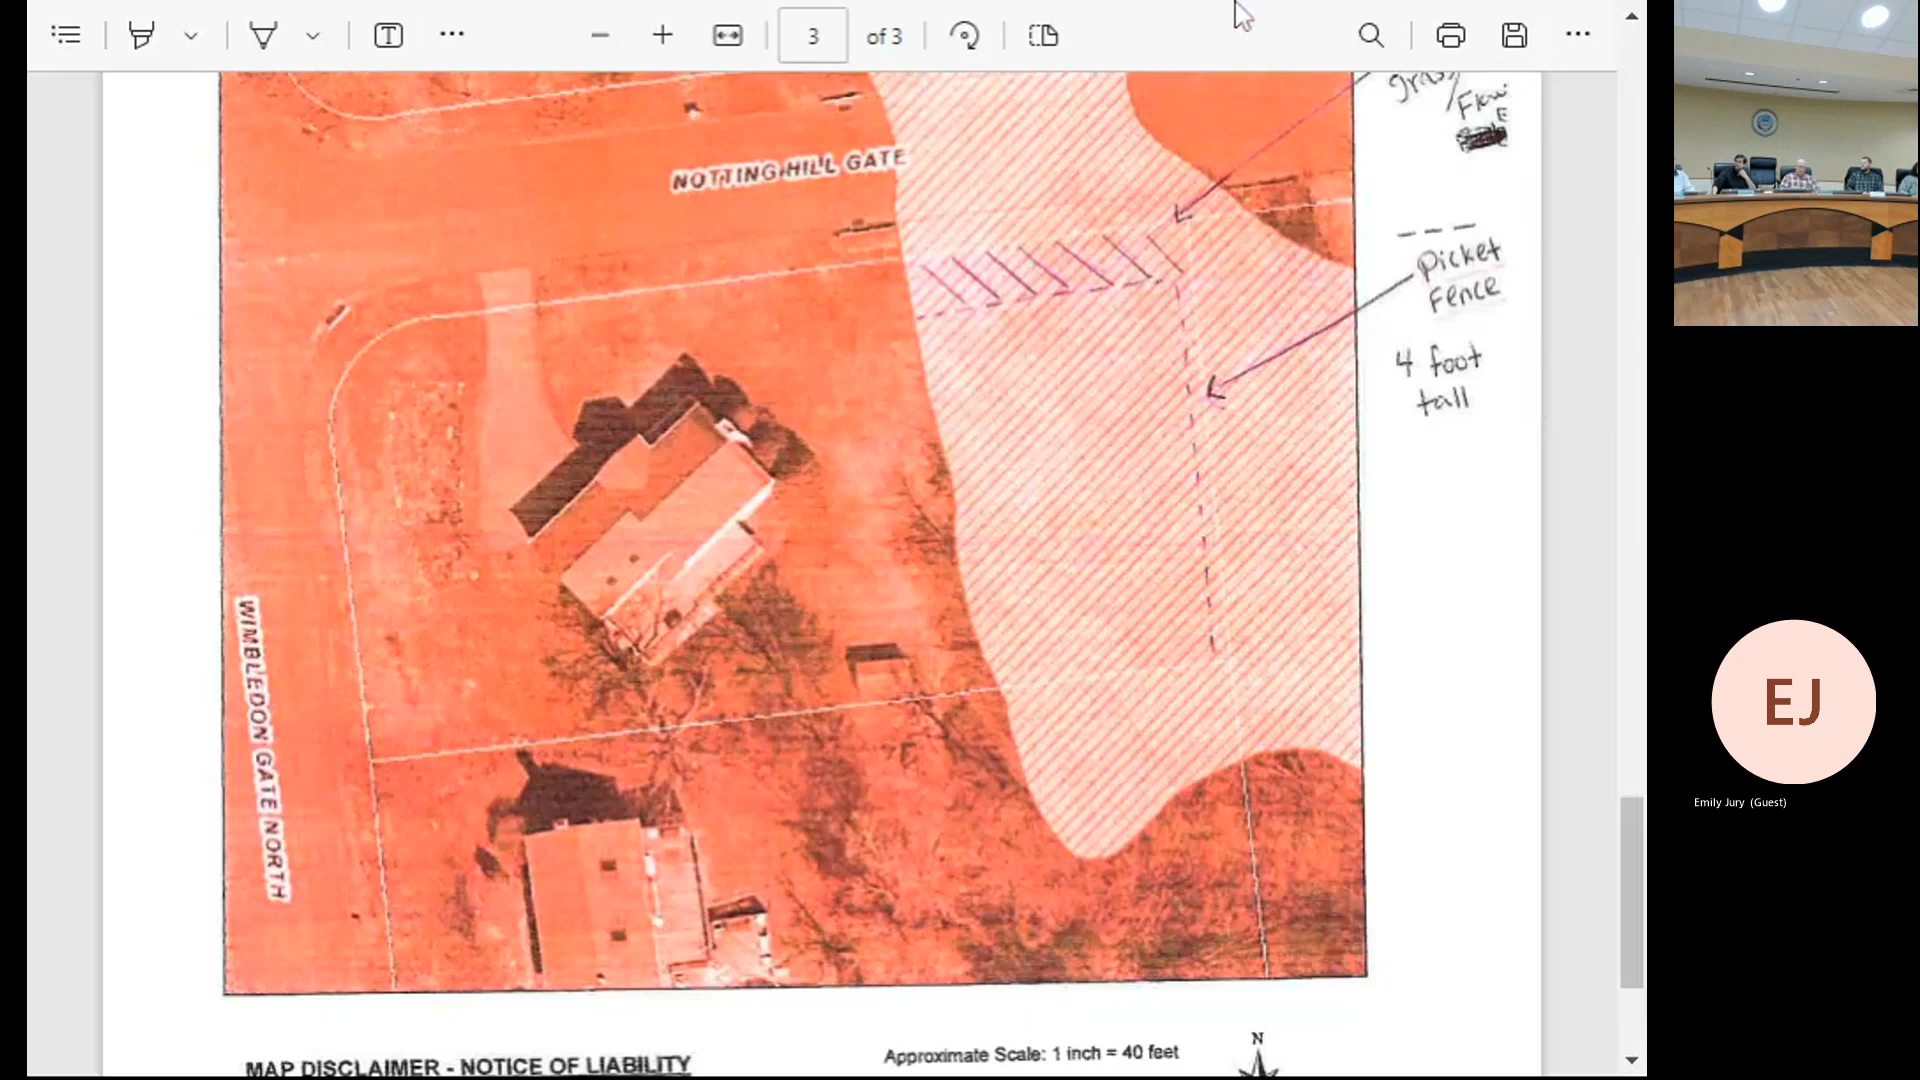 3
of 3
grass/
E
NOTTING HILL GATE
Picket
Fence
4 foot
tall
WIMBLEDON GATE NORTH
EJ
Emily Jury (Guest)
N
Approximate Scale: 1 inch = 40 feet
MAP DISCLAIMER - NOTICE OF LIABILITY